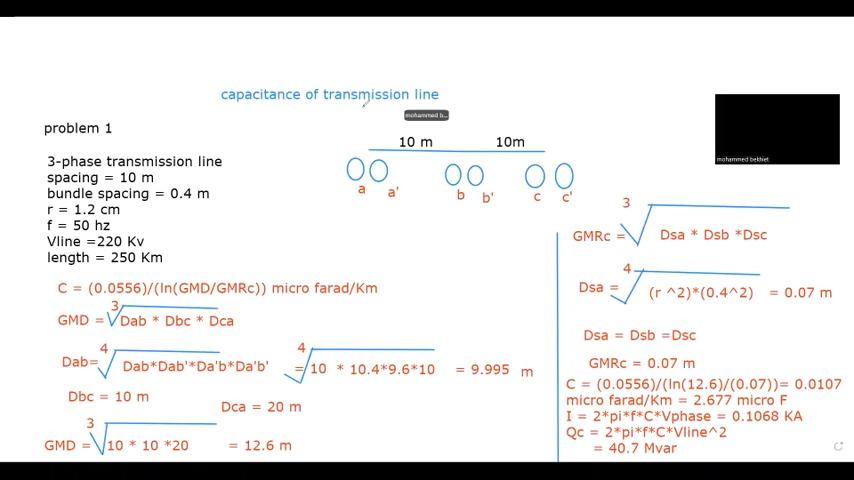 capacitance of transmission line
mohammed b...
problem 1
3-phase transmission line
spacing = 10 m
bundle spacing = 0.4 m
r = 1.2 cm
f = 50 hz
Vline =220 Kv
length = 250 Km
10 m 10m
a a' b b' c c'
mohammed bekhiet
C = (0.0556)/(ln(GMD/GMRc)) micro farad/Km
GMD = 3√Dab * Dbc * Dca
Dab= 4√Dab*Dab'*Da'b*Da'b' = 4√10 * 10.4*9.6*10 = 9.995 m
Dbc = 10 m
Dca = 20 m
GMD = 3√10 * 10 *20 = 12.6 m
GMRc = 3√Dsa * Dsb *Dsc
Dsa = 4√(r ^2)*(0.4^2) = 0.07 m
Dsa = Dsb =Dsc
GMRc = 0.07 m
C = (0.0556)/(ln(12.6)/(0.07))= 0.0107
micro farad/Km = 2.677 micro F
I = 2*pi*f*C*Vphase = 0.1068 KA
Qc = 2*pi*f*C*Vline^2
= 40.7 Mvar